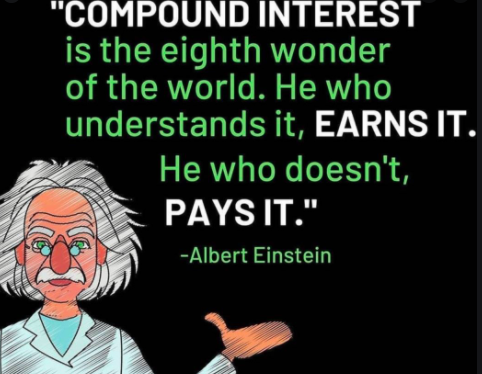 "COMPOUND INTEREST
is the eighth wonder
of the world. He who
understands it, EARNS IT.
He who doesn't,
PAYS IT."
-Albert Einstein